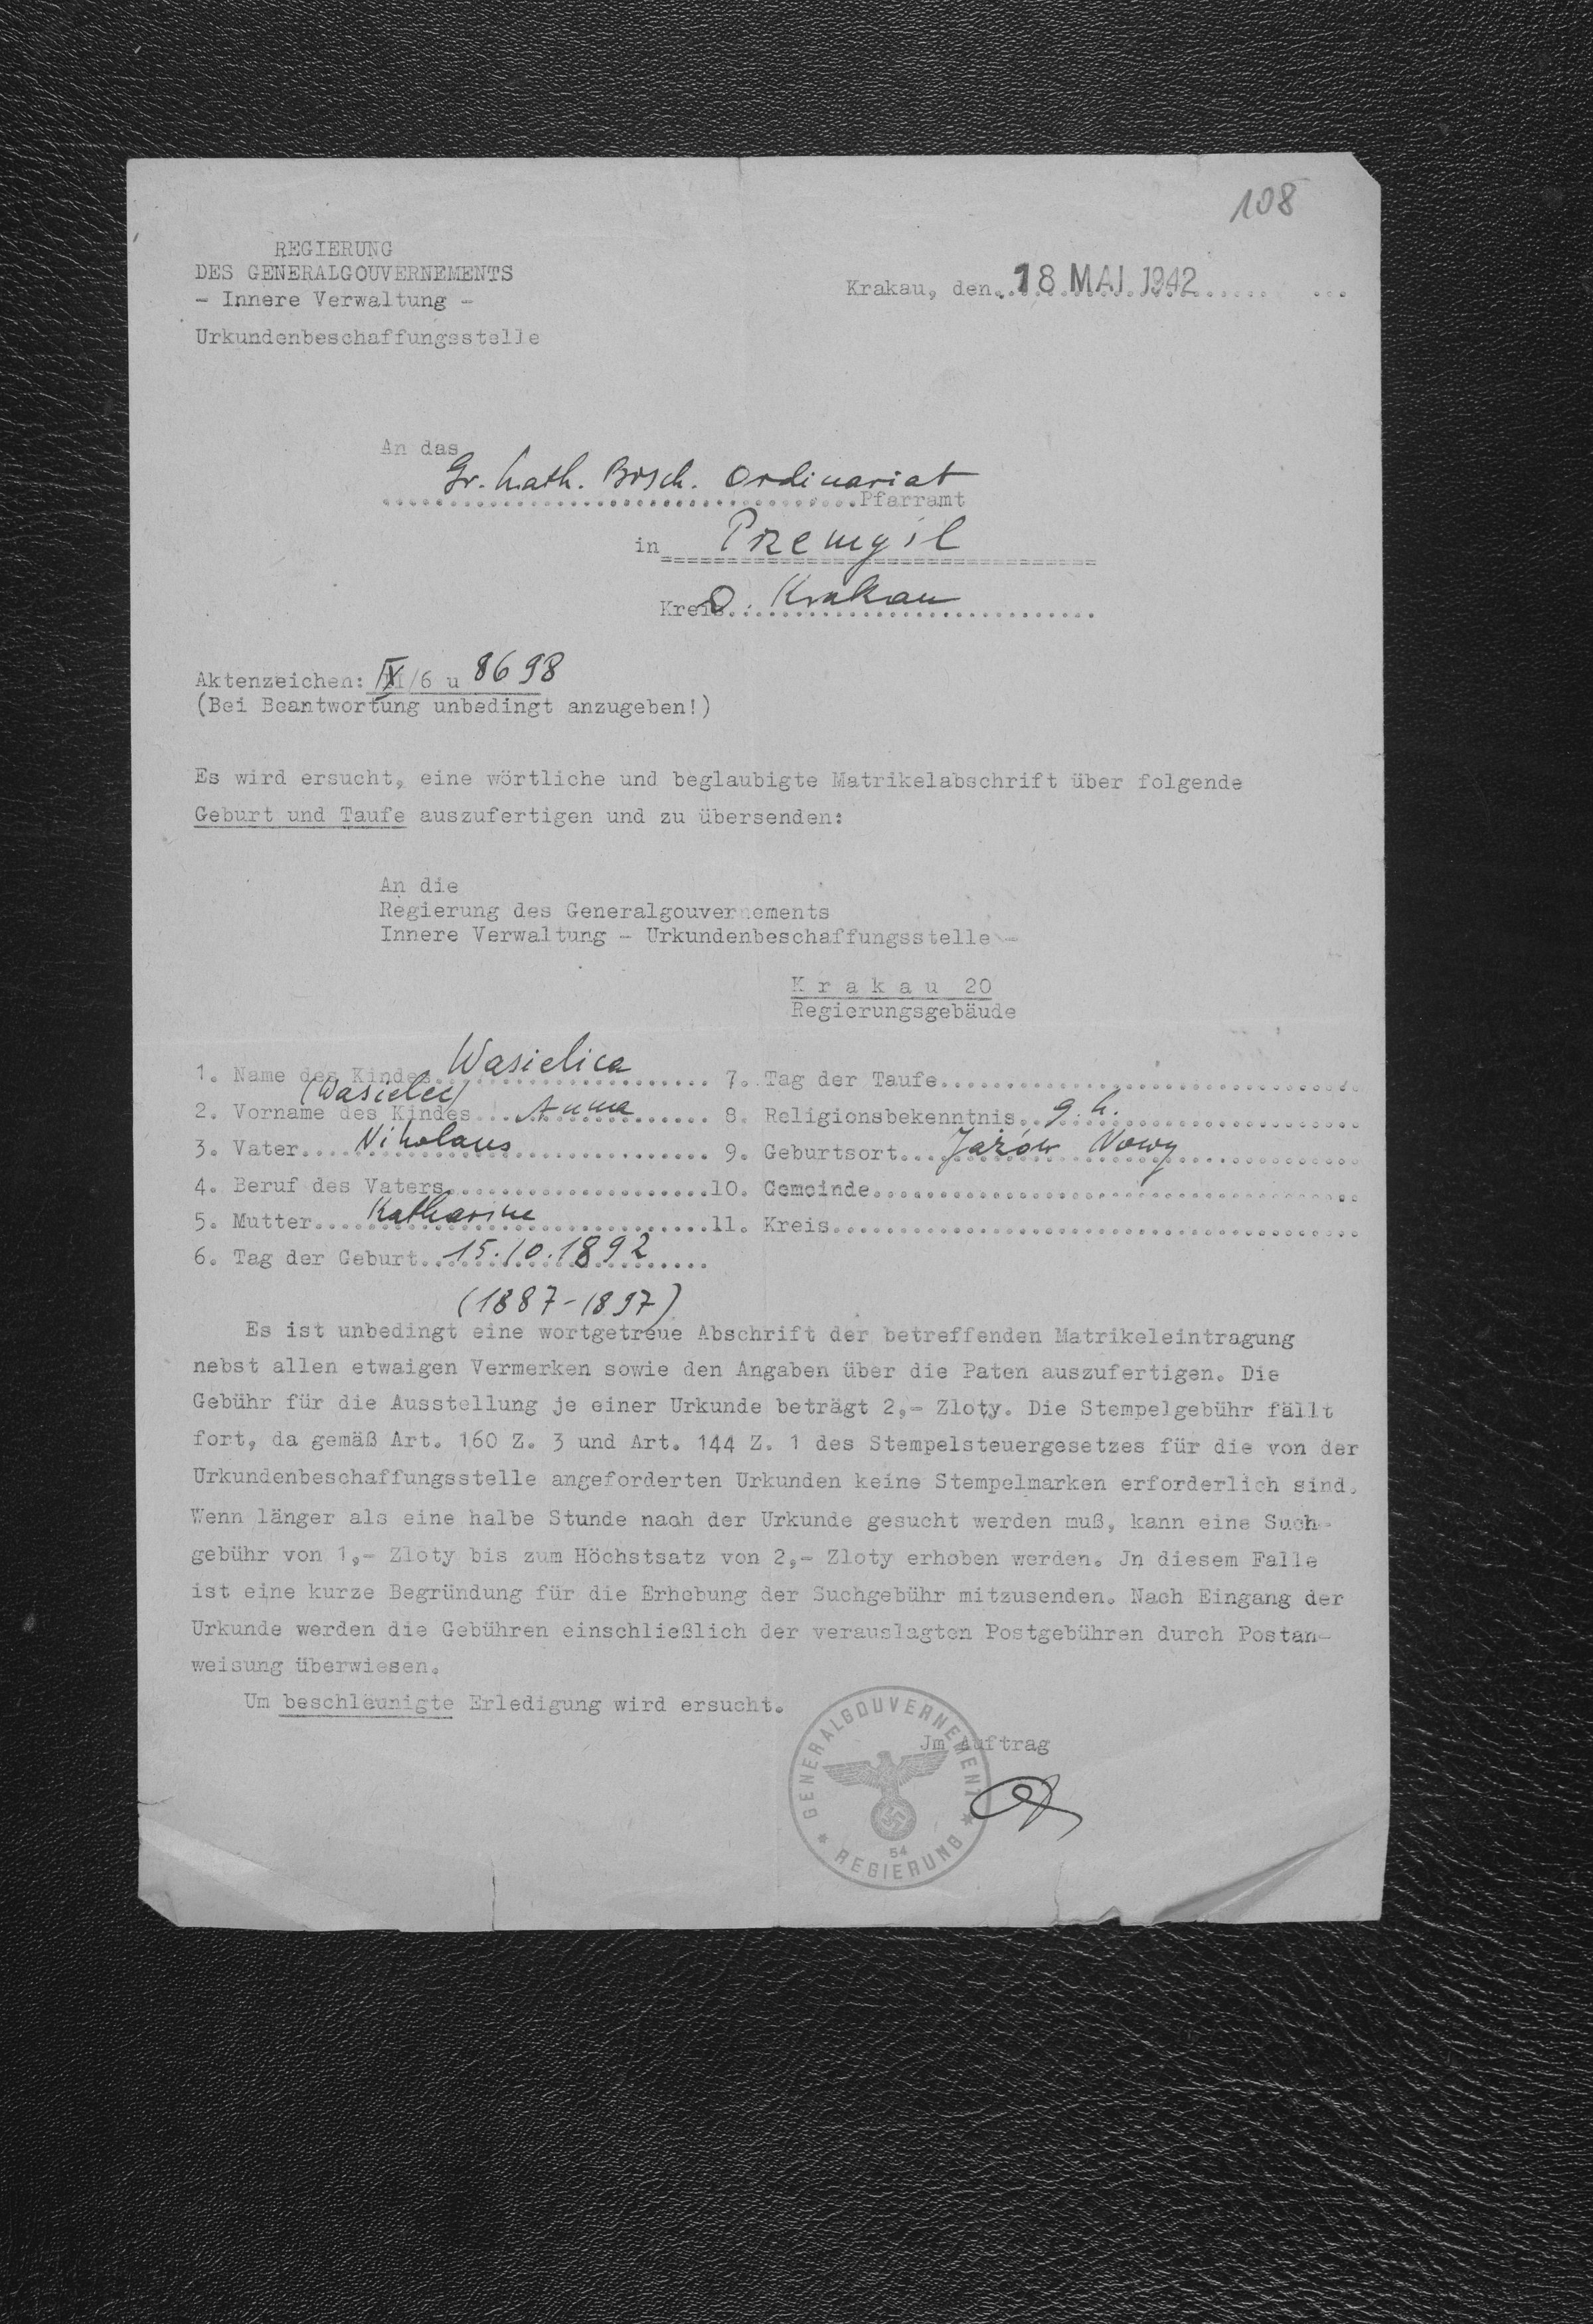 108
REGIERUNG
DES GENERALGOUVERNEMENTS
- Innere Verwaltung -
Urkundenbeschaffungsstelle
Krakau, den 18 MAI 1942
An das
Gr. kath. Bisch. Ordinariat
Pfarramt
in Przemysl
Kreis D. Krakau
Aktenzeichen: IX/6 u 8698
(Bei Beantwortung unbedingt anzugeben!)
Es wird ersucht, eine wörtliche und beglaubigte Matrikelabschrift über folgende
Geburt und Taufe auszufertigen und zu übersenden:
An die
Regierung des Generalgouvernements
Innere Verwaltung - Urkundenbeschaffungsstelle -
Krakau 20
Regierungsgebäude
1. Name des Kindes Wasielica
(Wasielec)
2. Vorname des Kindes Anna
3. Vater Nikolaus
4. Beruf des Vaters
5. Mutter Katharine
6. Tag der Geburt 15.10.1892
(1887-1897)
7. Tag der Taufe
8. Religionsbekenntnis g. k.
9. Geburtsort Jazów Nowy
10. Gemeinde
11. Kreis
Es ist unbedingt eine wortgetreue Abschrift der betreffenden Matrikeleintragung
nebst allen etwaigen Vermerken sowie den Angaben über die Paten auszufertigen. Die
Gebühr für die Ausstellung je einer Urkunde beträgt 2,- Zloty. Die Stempelgebühr fällt
fort, da gemäß Art. 160 Z. 3 und Art. 144 Z. 1 des Stempelsteuergesetzes für die von der
Urkundenbeschaffungsstelle angeforderten Urkunden keine Stempelmarken erforderlich sind.
Wenn länger als eine halbe Stunde nach der Urkunde gesucht werden muß, kann eine Such-
gebühr von 1,- Zloty bis zum Höchstsatz von 2,- Zloty erhoben werden. Jn diesem Falle
ist eine kurze Begründung für die Erhebung der Suchgebühr mitzusenden. Nach Eingang der
Urkunde werden die Gebühren einschließlich der verauslagten Postgebühren durch Postan-
weisung überwiesen.
Um beschleunigte Erledigung wird ersucht.
Jm Auftrag
GENERALGOUVERNEMENT
* REGIERUNG *
54